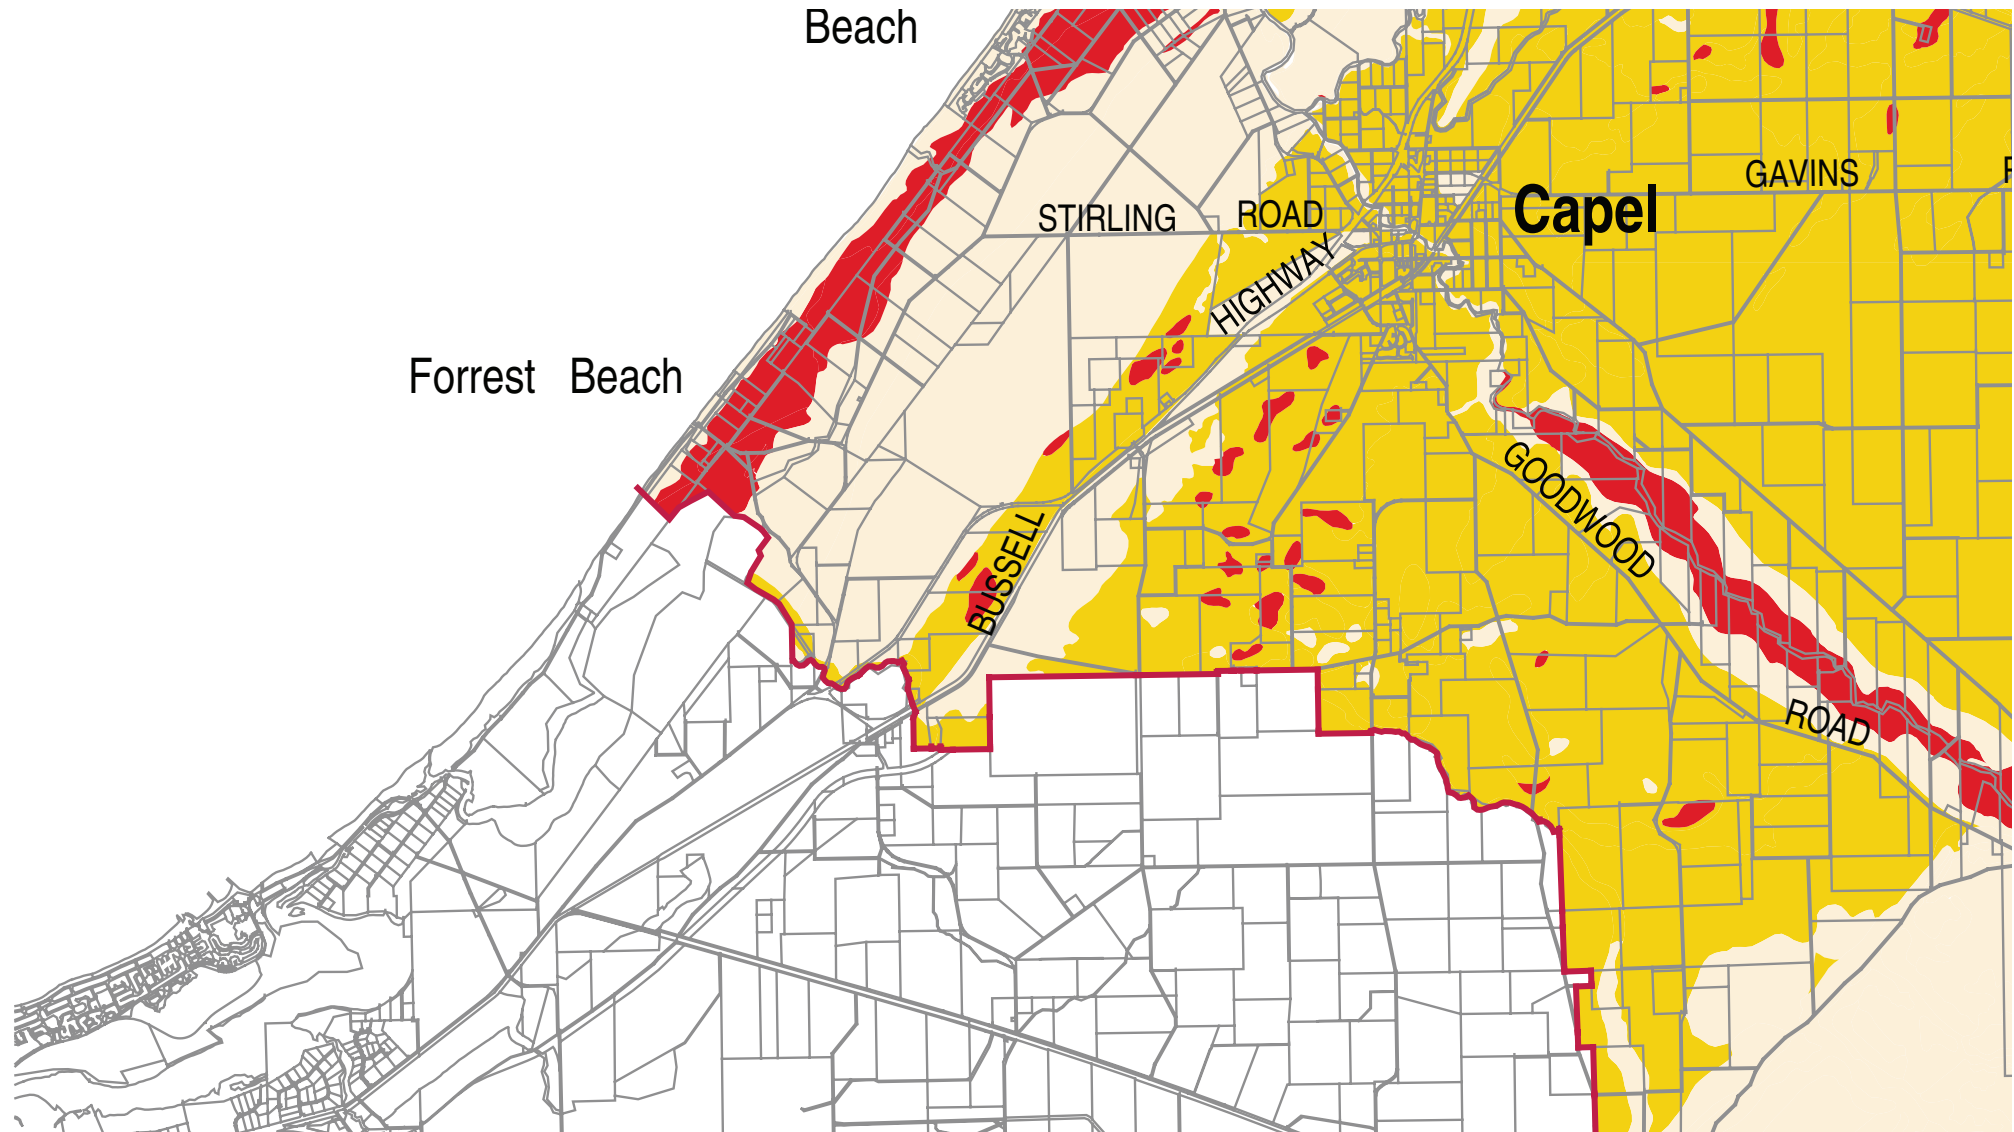 Beach
GAVINS
Capel
STIRLING ROAD
HIGHWAY
Forrest Beach
GOODWOOD
BUSSELL
ROAD